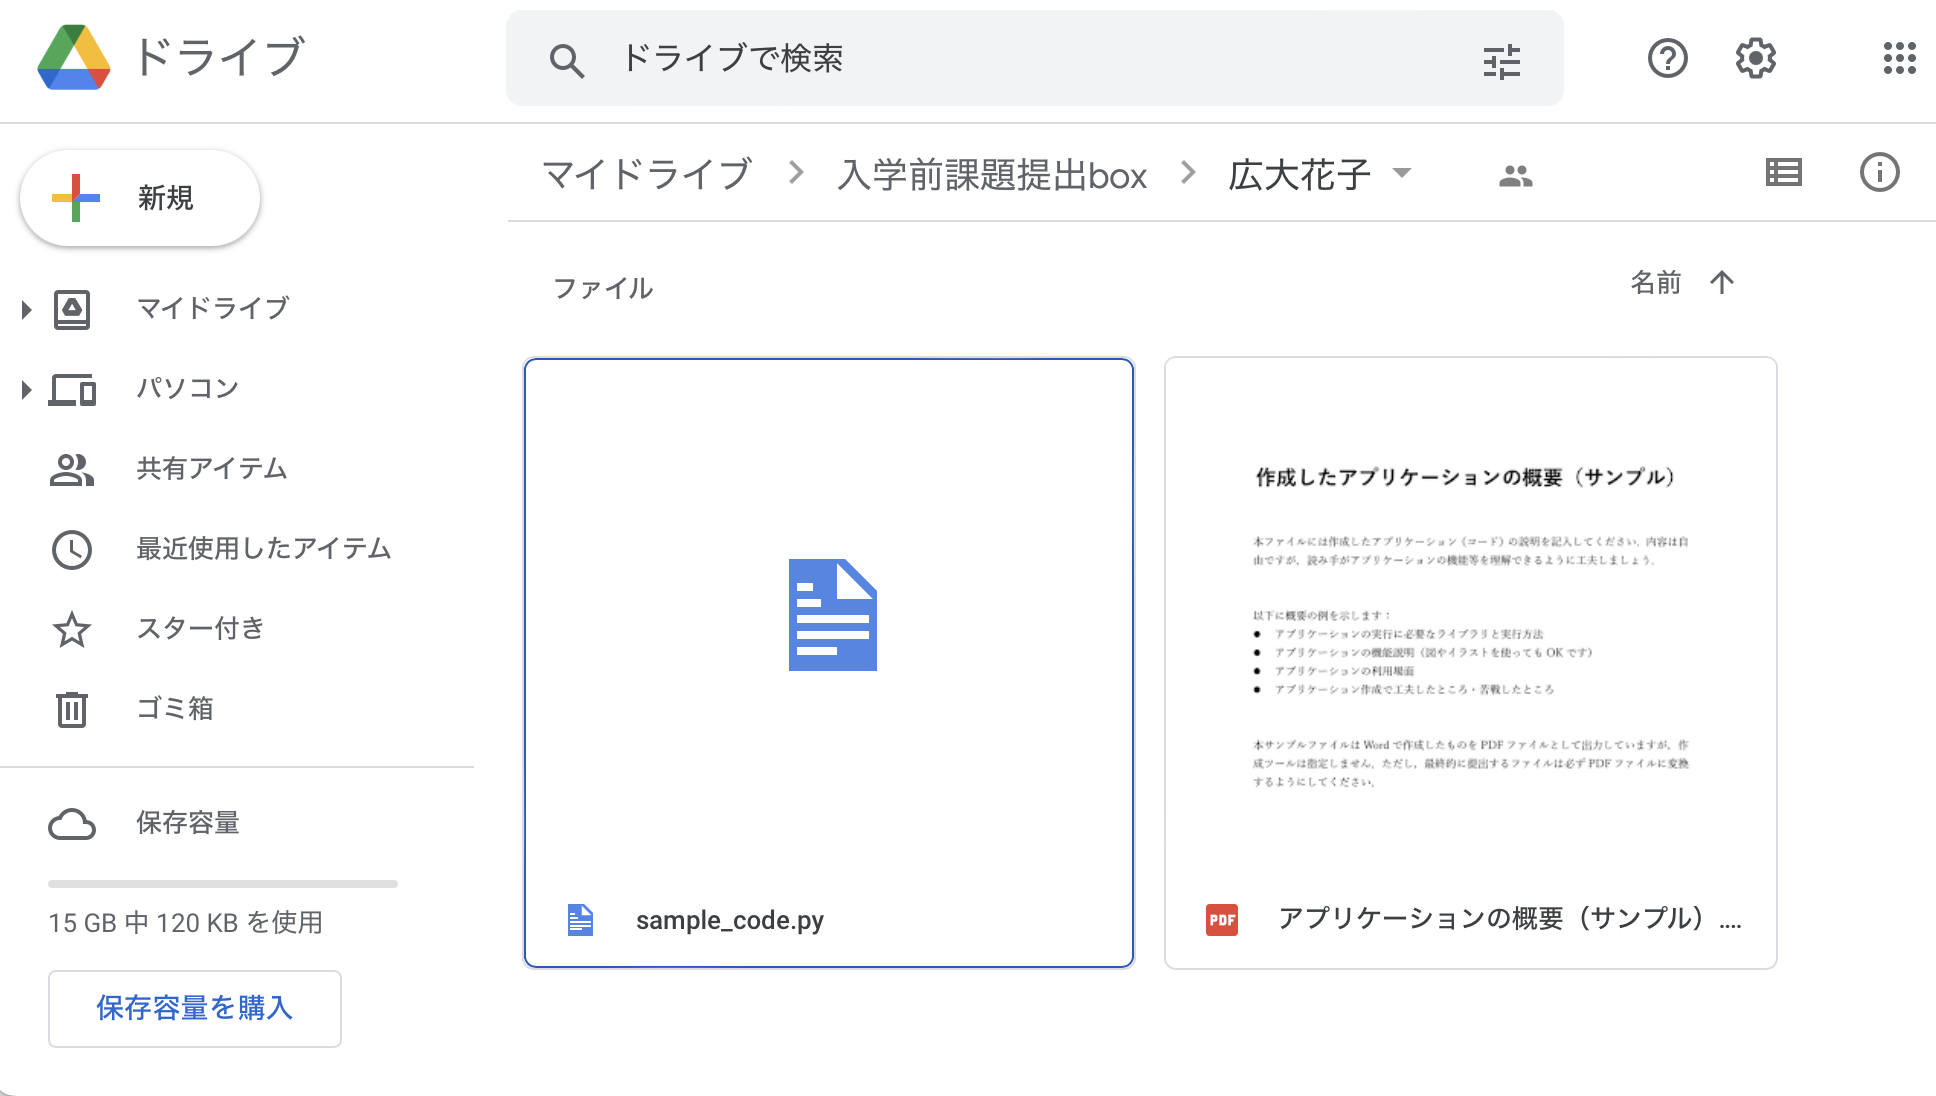 ドライブ
ドライブで検索
新規
マイドライブ
パソコン
共有アイテム
最近使用したアイテム
スター付き
ゴミ箱
保存容量
15 GB 中 120 KB を使用
保存容量を購入
マイドライブ > 入学前課題提出box > 広大花子
ファイル
名前
sample_code.py
作成したアプリケーションの概要（サンプル）
本ファイルには作成したアプリケーション（コード）の説明を記入してください．内容は自
由ですが，読み手がアプリケーションの機能等を理解できるように工夫しましょう．
以下に概要の例を示します：
● アプリケーションの実行に必要なライブラリと実行方法
● アプリケーションの機能説明（図やイラストを使っても OK です）
● アプリケーションの利用場面
● アプリケーション作成で工夫したところ・苦戦したところ
本サンプルファイルは Word で作成したものを PDF ファイルとして出力していますが，作
成ツールは指定しません．ただし，最終的に提出するファイルは必ず PDF ファイルに変換
するようにしてください．
PDF アプリケーションの概要（サンプル）....